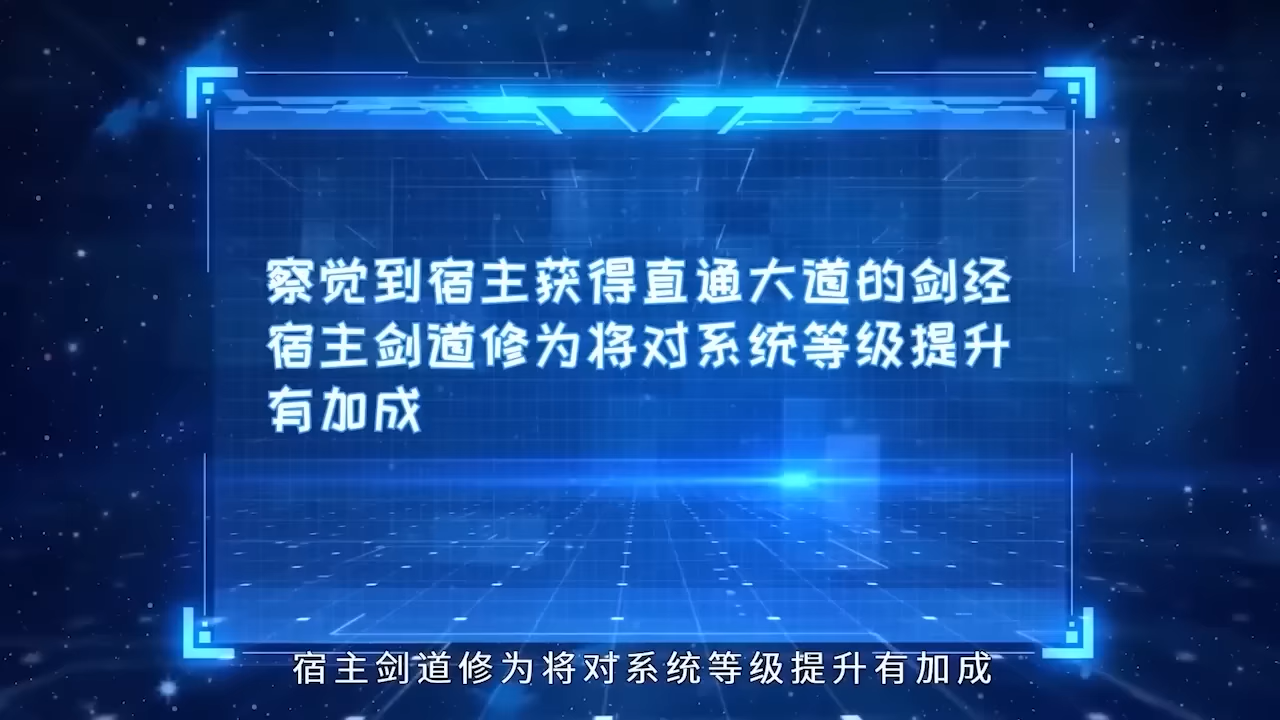 察觉到宿主获得直通大道的剑经
宿主剑道修为将对系统等级提升
有加成
宿主剑道修为将对系统等级提升有加成